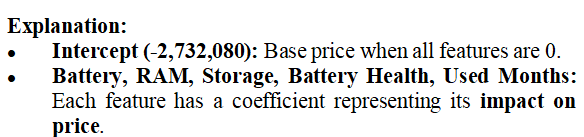 Explanation:
• Intercept (-2,732,080): Base price when all features are 0.
• Battery, RAM, Storage, Battery Health, Used Months:
Each feature has a coefficient representing its impact on
price.